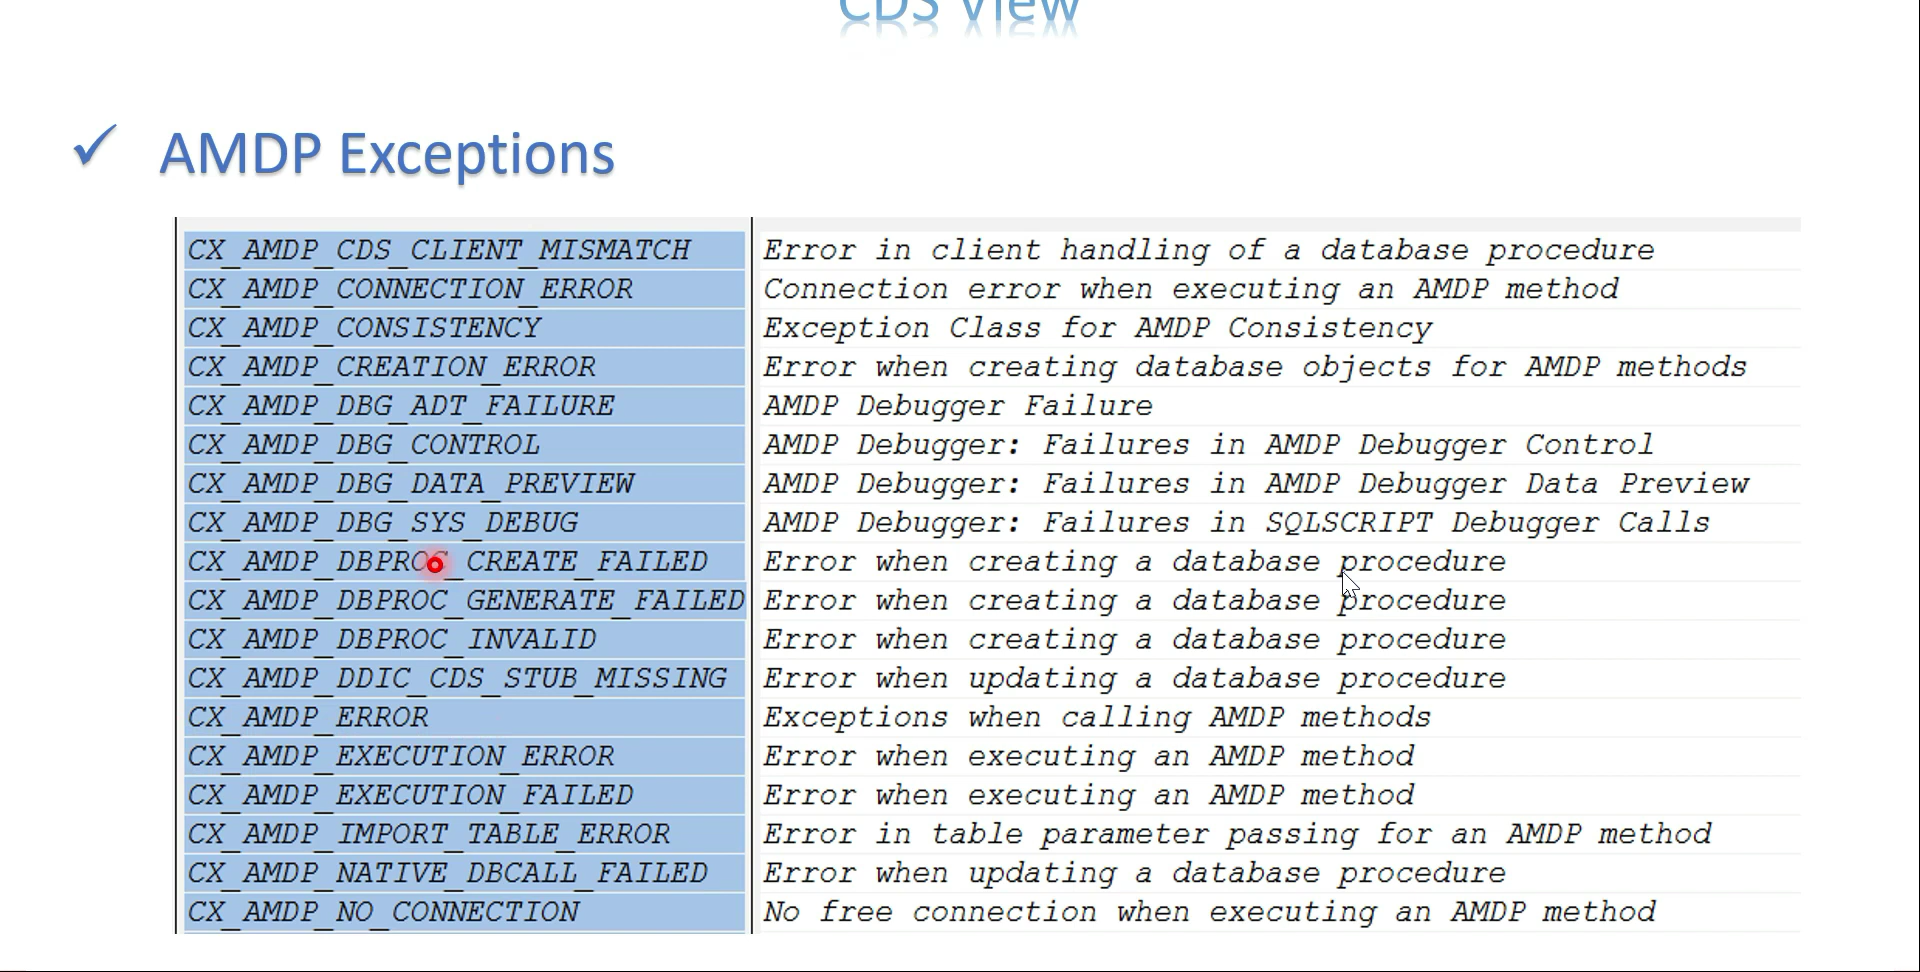 CDS View
✓ AMDP Exceptions
CX_AMDP_CDS_CLIENT_MISMATCH Error in client handling of a database procedure
CX_AMDP_CONNECTION_ERROR Connection error when executing an AMDP method
CX_AMDP_CONSISTENCY Exception Class for AMDP Consistency
CX_AMDP_CREATION_ERROR Error when creating database objects for AMDP methods
CX_AMDP_DBG_ADT_FAILURE AMDP Debugger Failure
CX_AMDP_DBG_CONTROL AMDP Debugger: Failures in AMDP Debugger Control
CX_AMDP_DBG_DATA_PREVIEW AMDP Debugger: Failures in AMDP Debugger Data Preview
CX_AMDP_DBG_SYS_DEBUG AMDP Debugger: Failures in SQLSCRIPT Debugger Calls
CX_AMDP_DBPROC_CREATE_FAILED Error when creating a database procedure
CX_AMDP_DBPROC_GENERATE_FAILED Error when creating a database procedure
CX_AMDP_DBPROC_INVALID Error when creating a database procedure
CX_AMDP_DDIC_CDS_STUB_MISSING Error when updating a database procedure
CX_AMDP_ERROR Exceptions when calling AMDP methods
CX_AMDP_EXECUTION_ERROR Error when executing an AMDP method
CX_AMDP_EXECUTION_FAILED Error when executing an AMDP method
CX_AMDP_IMPORT_TABLE_ERROR Error in table parameter passing for an AMDP method
CX_AMDP_NATIVE_DBCALL_FAILED Error when updating a database procedure
CX_AMDP_NO_CONNECTION No free connection when executing an AMDP method